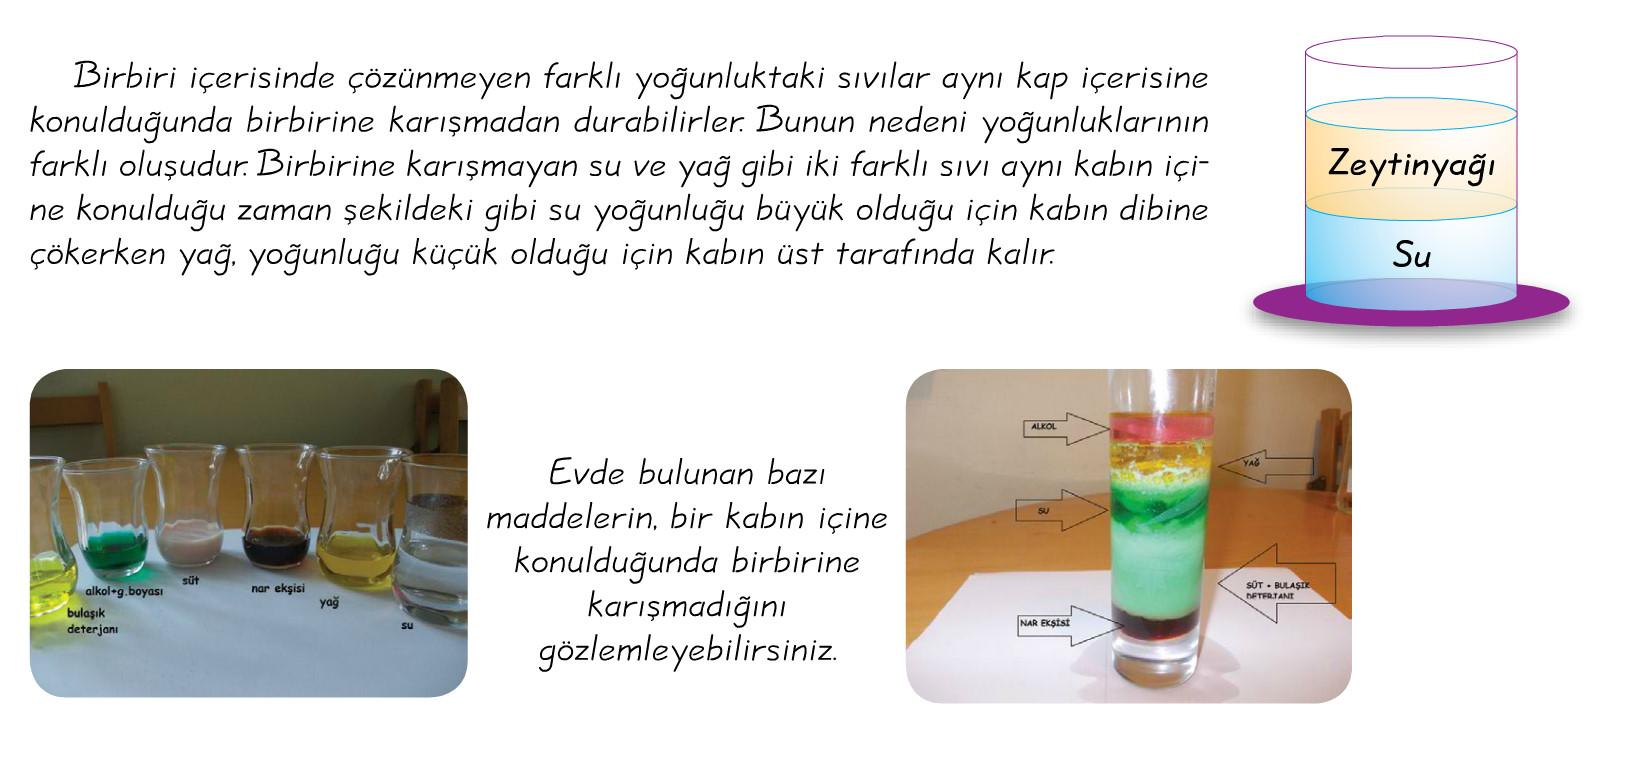 Birbiri içerisinde çözünmeyen farklı yoğunluktaki sıvılar aynı kap içerisine
konulduğunda birbirine karışmadan durabilirler. Bunun nedeni yoğunluklarının
farklı oluşudur. Birbirine karışmayan su ve yağ gibi iki farklı sıvı aynı kabın içi-
ne konulduğu zaman şekildeki gibi su yoğunluğu büyük olduğu için kabın dibine
çökerken yağ, yoğunluğu küçük olduğu için kabın üst tarafında kalır.
Zeytinyağı
Su
bulaşık
deterjanı
alkol+g.boyası
süt
nar ekşisi
yağ
su
Evde bulunan bazı
maddelerin, bir kabın içine
konulduğunda birbirine
karışmadığını
gözlemleyebilirsiniz.
ALKOL
YAĞ
SU
SÜT + BULAŞIK
DETERJANI
NAR EKŞİSİ